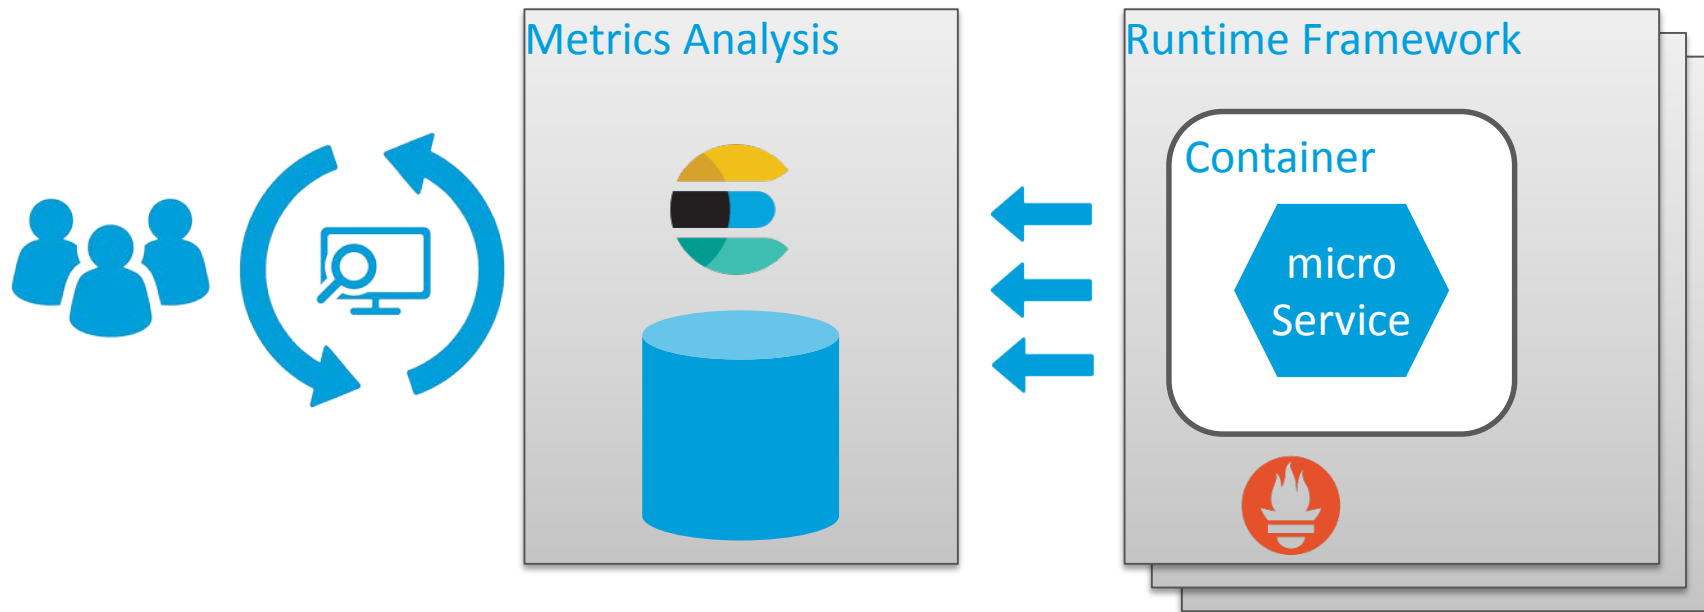 Metrics Analysis
Runtime Framework
Container
micro
Service